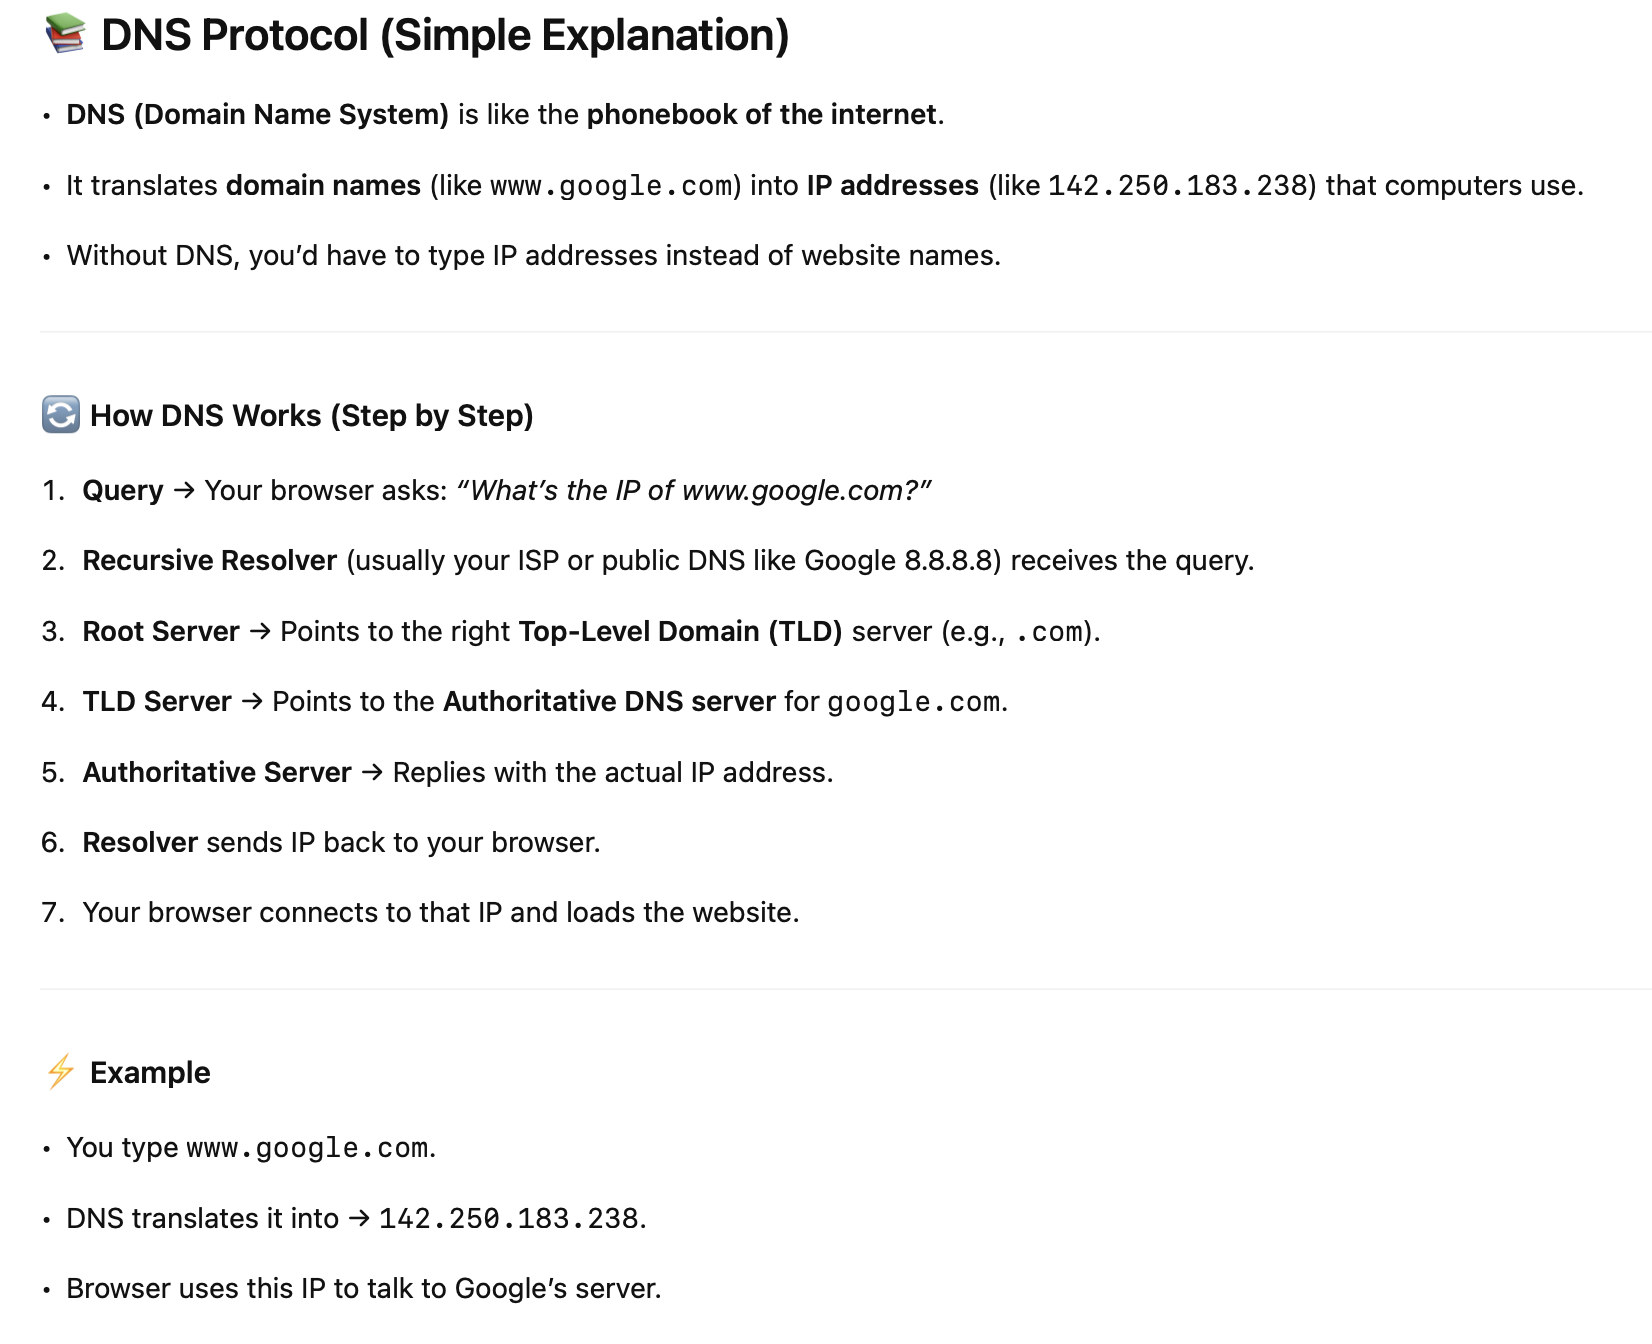 📚 DNS Protocol (Simple Explanation)
• DNS (Domain Name System) is like the phonebook of the internet.
• It translates domain names (like www.google.com) into IP addresses (like 142.250.183.238) that computers use.
• Without DNS, you’d have to type IP addresses instead of website names.
🔄 How DNS Works (Step by Step)
1. Query → Your browser asks: “What’s the IP of www.google.com?”
2. Recursive Resolver (usually your ISP or public DNS like Google 8.8.8.8) receives the query.
3. Root Server → Points to the right Top-Level Domain (TLD) server (e.g., .com).
4. TLD Server → Points to the Authoritative DNS server for google.com.
5. Authoritative Server → Replies with the actual IP address.
6. Resolver sends IP back to your browser.
7. Your browser connects to that IP and loads the website.
⚡ Example
• You type www.google.com.
• DNS translates it into → 142.250.183.238.
• Browser uses this IP to talk to Google’s server.